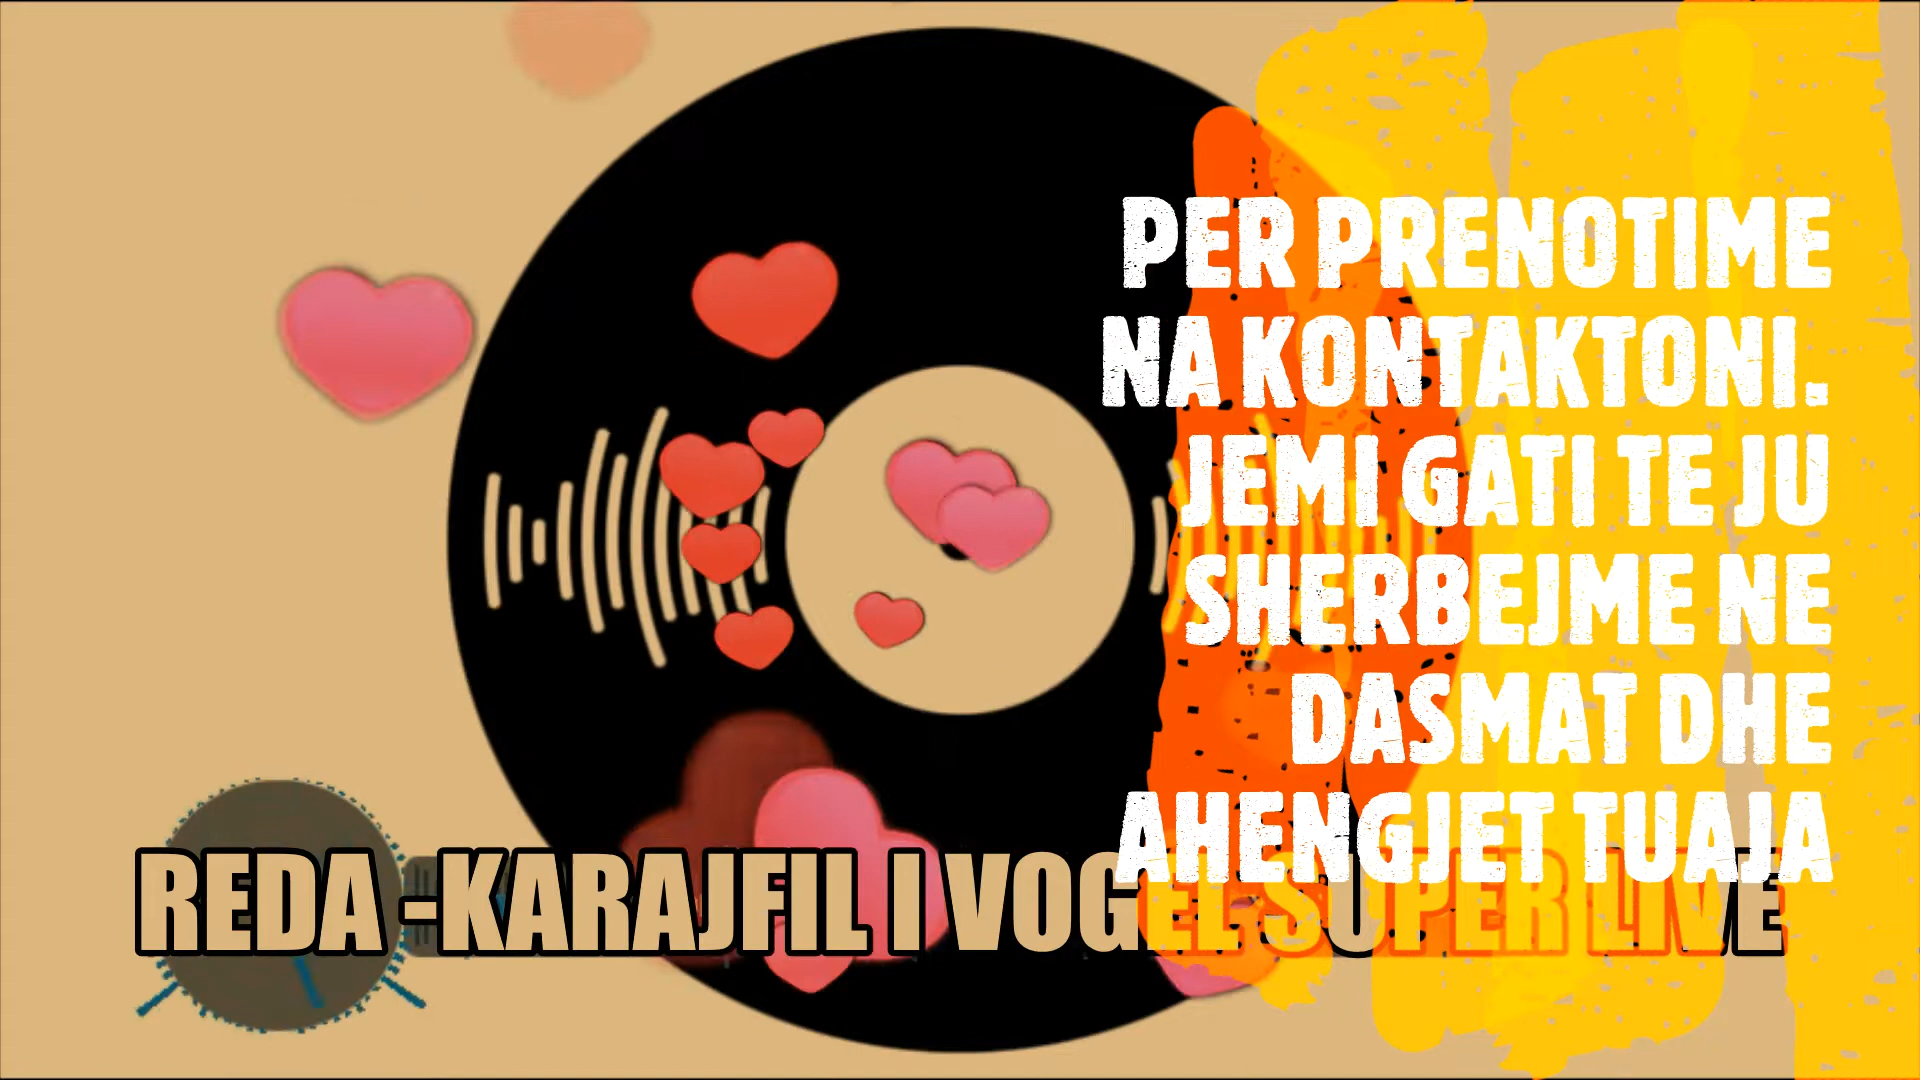 PER PRENOTIME
NA KONTAKTONI.
JEMI GATI TE JU
SHERBEJME NE
DASMAT DHE
AHENGJET TUAJA
REDA -KARAJFIL I VOGEL SUPER LIVE